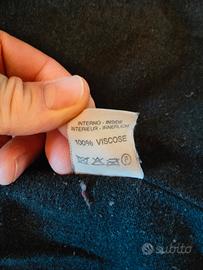 INTERNO - INSIDE
INTERIEUR - INNERLICH
100% VISCOSE
subito